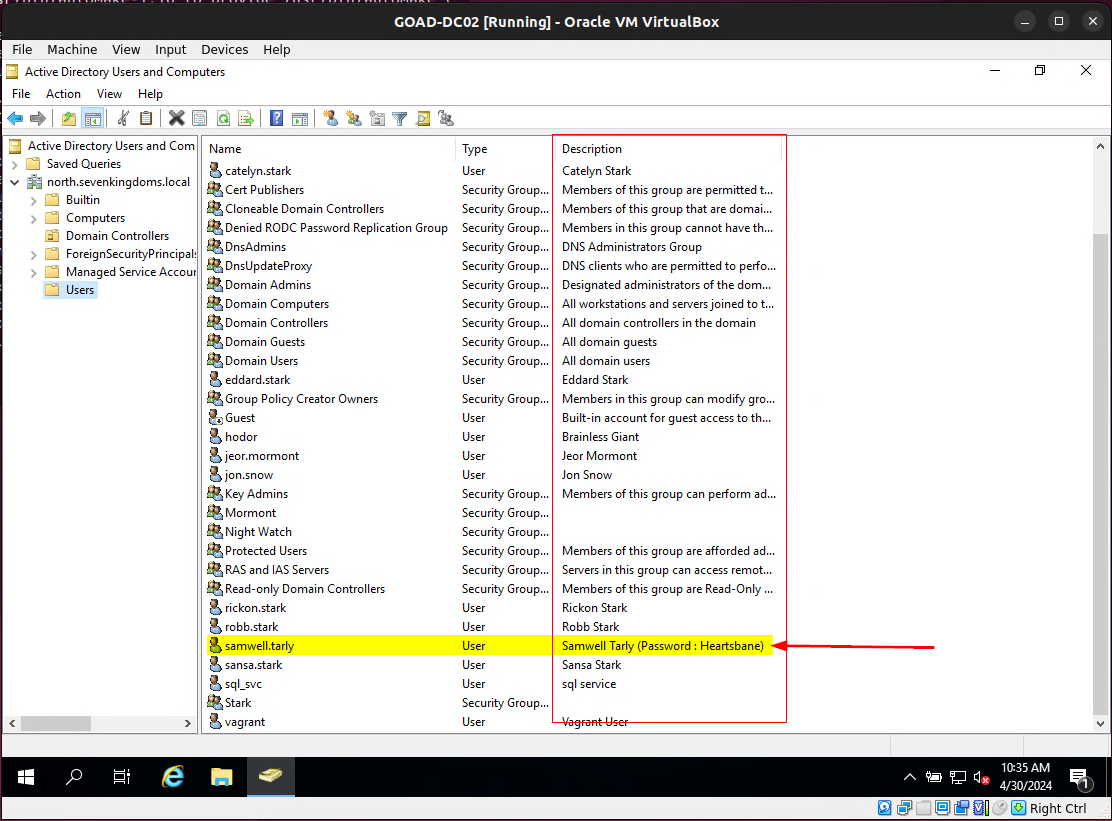 GOAD-DC02 [Running] - Oracle VM VirtualBox
File Machine View Input Devices Help
Active Directory Users and Computers
File Action View Help
Active Directory Users and Com
Saved Queries
north.sevenkingdoms.local
Builtin
Computers
Domain Controllers
ForeignSecurityPrincipals
Managed Service Accour
Users
Name Type Description
catelyn.stark User Catelyn Stark
Cert Publishers Security Group... Members of this group are permitted t...
Cloneable Domain Controllers Security Group... Members of this group that are domai...
Denied RODC Password Replication Group Security Group... Members in this group cannot have th...
DnsAdmins Security Group... DNS Administrators Group
DnsUpdateProxy Security Group... DNS clients who are permitted to perfo...
Domain Admins Security Group... Designated administrators of the dom...
Domain Computers Security Group... All workstations and servers joined to t...
Domain Controllers Security Group... All domain controllers in the domain
Domain Guests Security Group... All domain guests
Domain Users Security Group... All domain users
eddard.stark User Eddard Stark
Group Policy Creator Owners Security Group... Members in this group can modify gro...
Guest User Built-in account for guest access to th...
hodor User Brainless Giant
jeor.mormont User Jeor Mormont
jon.snow User Jon Snow
Key Admins Security Group... Members of this group can perform ad...
Mormont Security Group...
Night Watch Security Group...
Protected Users Security Group... Members of this group are afforded ad...
RAS and IAS Servers Security Group... Servers in this group can access remot...
Read-only Domain Controllers Security Group... Members of this group are Read-Only ...
rickon.stark User Rickon Stark
robb.stark User Robb Stark
samwell.tarly User Samwell Tarly (Password : Heartsbane)
sansa.stark User Sansa Stark
sql_svc User sql service
Stark Security Group...
vagrant User Vagrant User
10:35 AM
4/30/2024
1
Right Ctrl